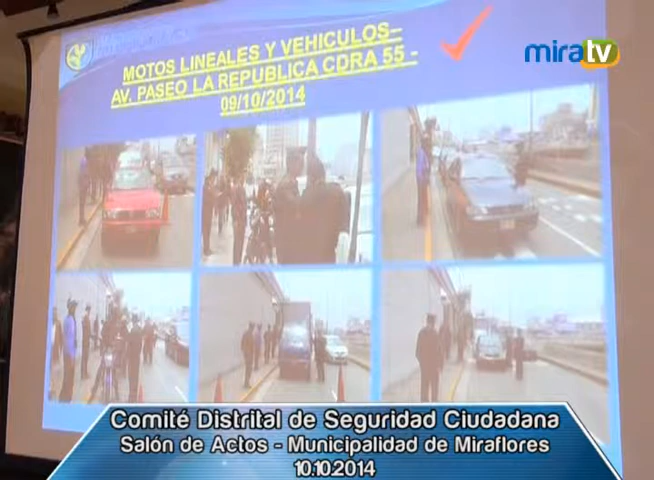 MOTOS LINEALES Y VEHICULOS–
AV. PASEO LA REPUBLICA CDRA 55 -
09/10/2014
miratv
Comité Distrital de Seguridad Ciudadana
Salón de Actos - Municipalidad de Miraflores
10.10.2014